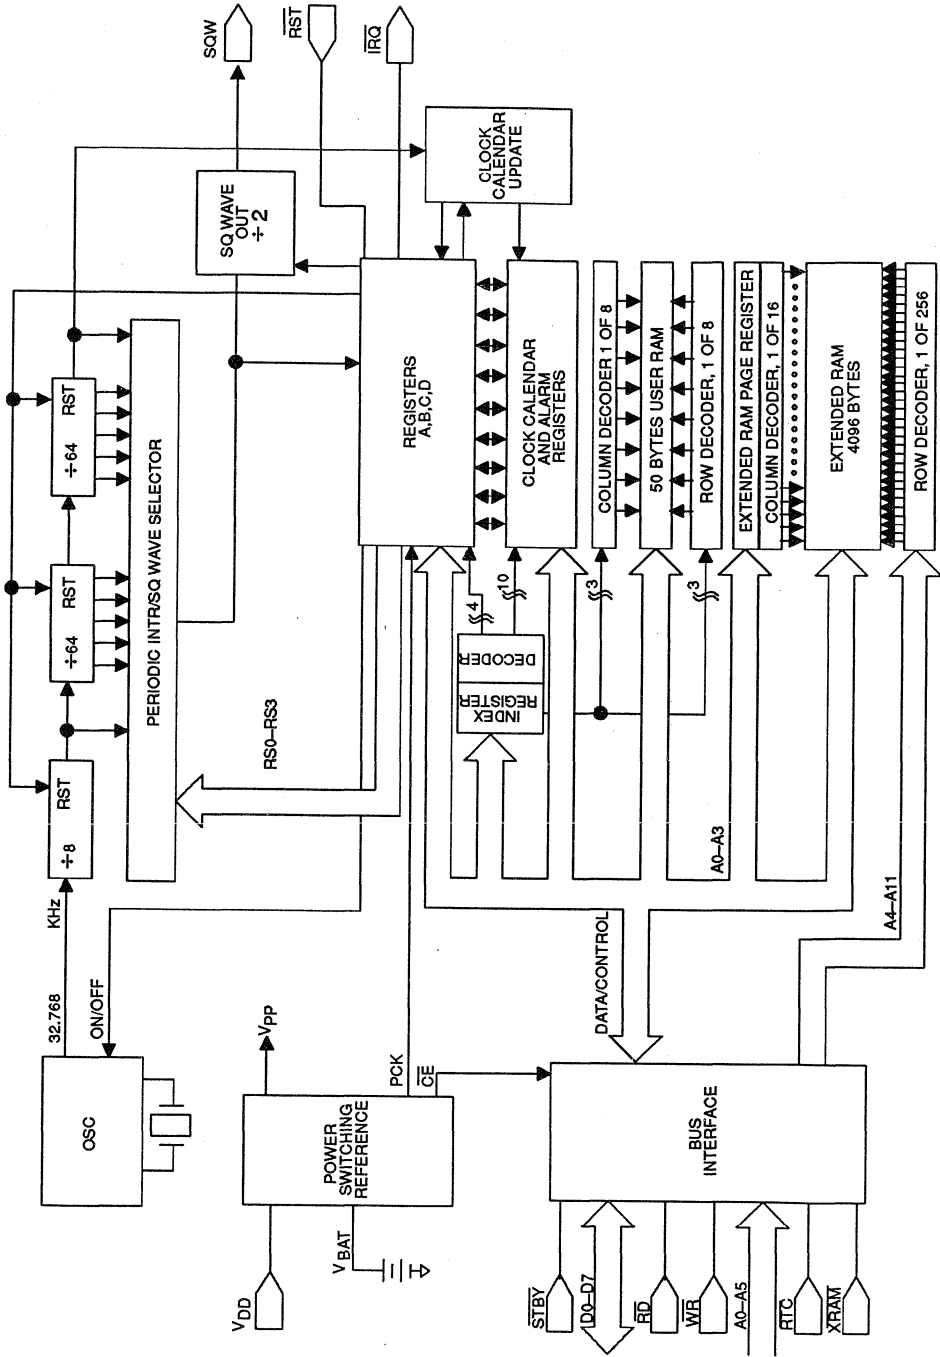 OSC
32.768
KHz
ON/OFF
÷8
RST
÷64
RST
÷64
RST
PERIODIC INTR/SQ WAVE SELECTOR
SQ WAVE
OUT
÷2
SQW
RST
IRQ
CLOCK
CALENDAR
UPDATE
RS0–RS3
VDD
VBAT
POWER
SWITCHING
REFERENCE
VPP
PCK
CE
REGISTERS
A,B,C,D
4
10
INDEX
REGISTER
DECODER
CLOCK CALENDAR
AND ALARM
REGISTERS
3
COLUMN DECODER 1 OF 8
50 BYTES USER RAM
3
ROW DECODER, 1 OF 8
EXTENDED RAM PAGE REGISTER
COLUMN DECODER, 1 OF 16
EXTENDED RAM
4096 BYTES
ROW DECODER, 1 OF 256
DATA/CONTROL
A0–A3
A4–A11
BUS
INTERFACE
STBY
D0–D7
RD
WR
A0–A5
RTC
XRAM